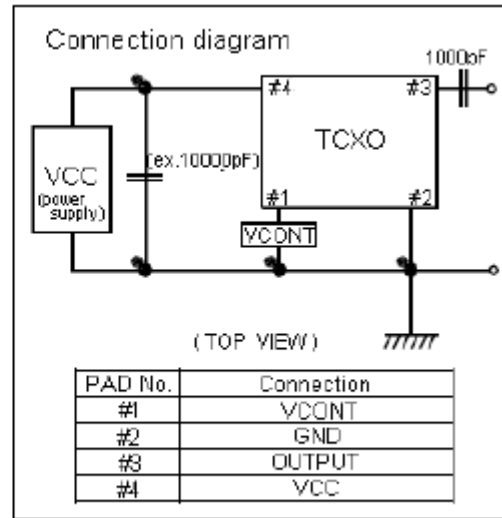 Connection diagram
1000pF
#4 #3
TCXO
VCC
(power supply)
(ex.10000pF)
#1 #2
VCONT
(TOP VIEW)
PAD No. Connection
#1 VCONT
#2 GND
#3 OUTPUT
#4 VCC